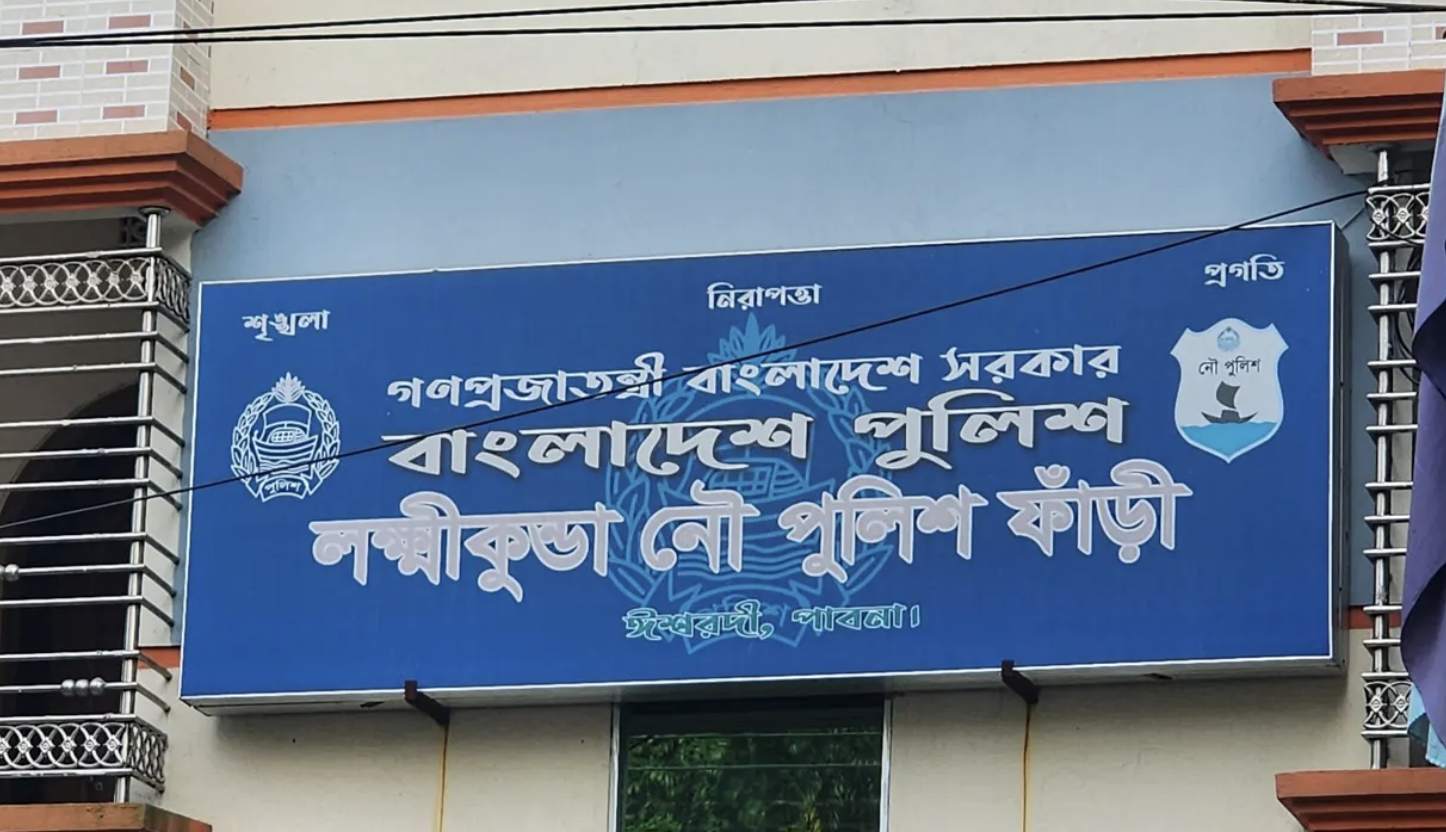 শৃঙ্খলা নিরাপত্তা প্রগতি
গণপ্রজাতন্ত্রী বাংলাদেশ সরকার
বাংলাদেশ পুলিশ
লক্ষ্মীকুন্ডা নৌ পুলিশ ফাঁড়ী
ঈশ্বরদী, পাবনা।
পুলিশ
নৌ পুলিশ